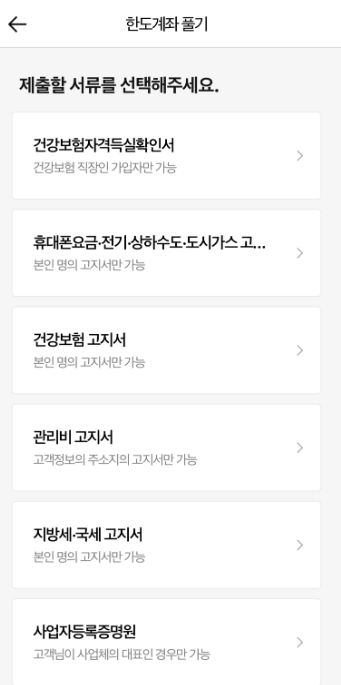 한도계좌 풀기
제출할 서류를 선택해주세요.
건강보험자격득실확인서
건강보험 직장인 가입자만 가능
휴대폰요금·전기·상하수도·도시가스 고...
본인 명의 고지서만 가능
건강보험 고지서
본인 명의 고지서만 가능
관리비 고지서
고객정보의 주소지의 고지서만 가능
지방세·국세 고지서
본인 명의 고지서만 가능
사업자등록증명원
고객님이 사업체의 대표인 경우만 가능